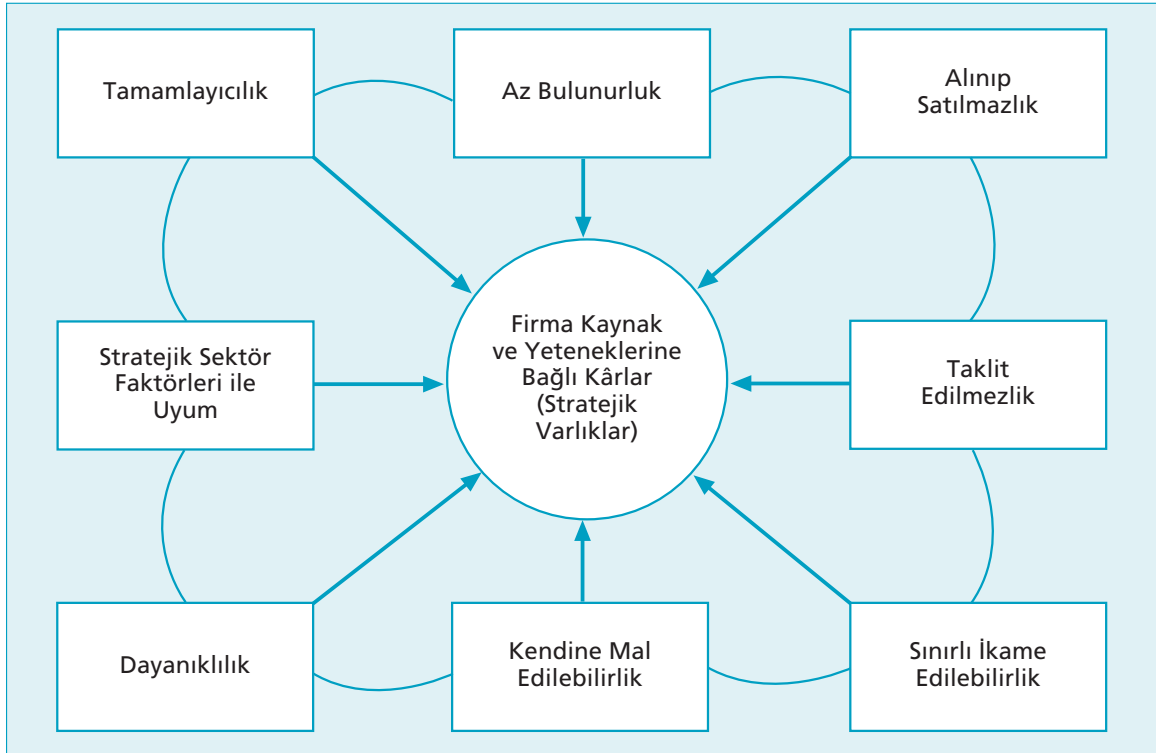 Tamamlayıcılık
Az Bulunurluk
Alınıp
Satılmazlık
Stratejik Sektör
Faktörleri ile
Uyum
Firma Kaynak
ve Yeteneklerine
Bağlı Kârlar
(Stratejik
Varlıklar)
Taklit
Edilmezlik
Dayanıklılık
Kendine Mal
Edilebilirlik
Sınırlı İkame
Edilebilirlik